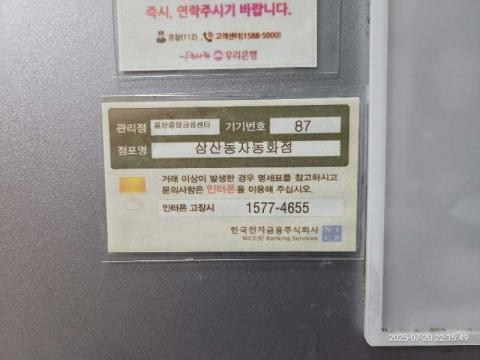 즉시, 연락주시기 바랍니다.
경찰(112) , 고객센터(1588-5000)
우리은행
관리점 울산중앙금융센터 기기번호 87
점포명 삼산동자동화점
거래 이상이 발생한 경우 명세표를 참고하시고
문의사항은 인터폰을 이용해 주십시오.
인터폰 고장시 1577-4655
한국전자금융주식회사
NICE Banking Services
NICE
2025-07-20 22:15:49